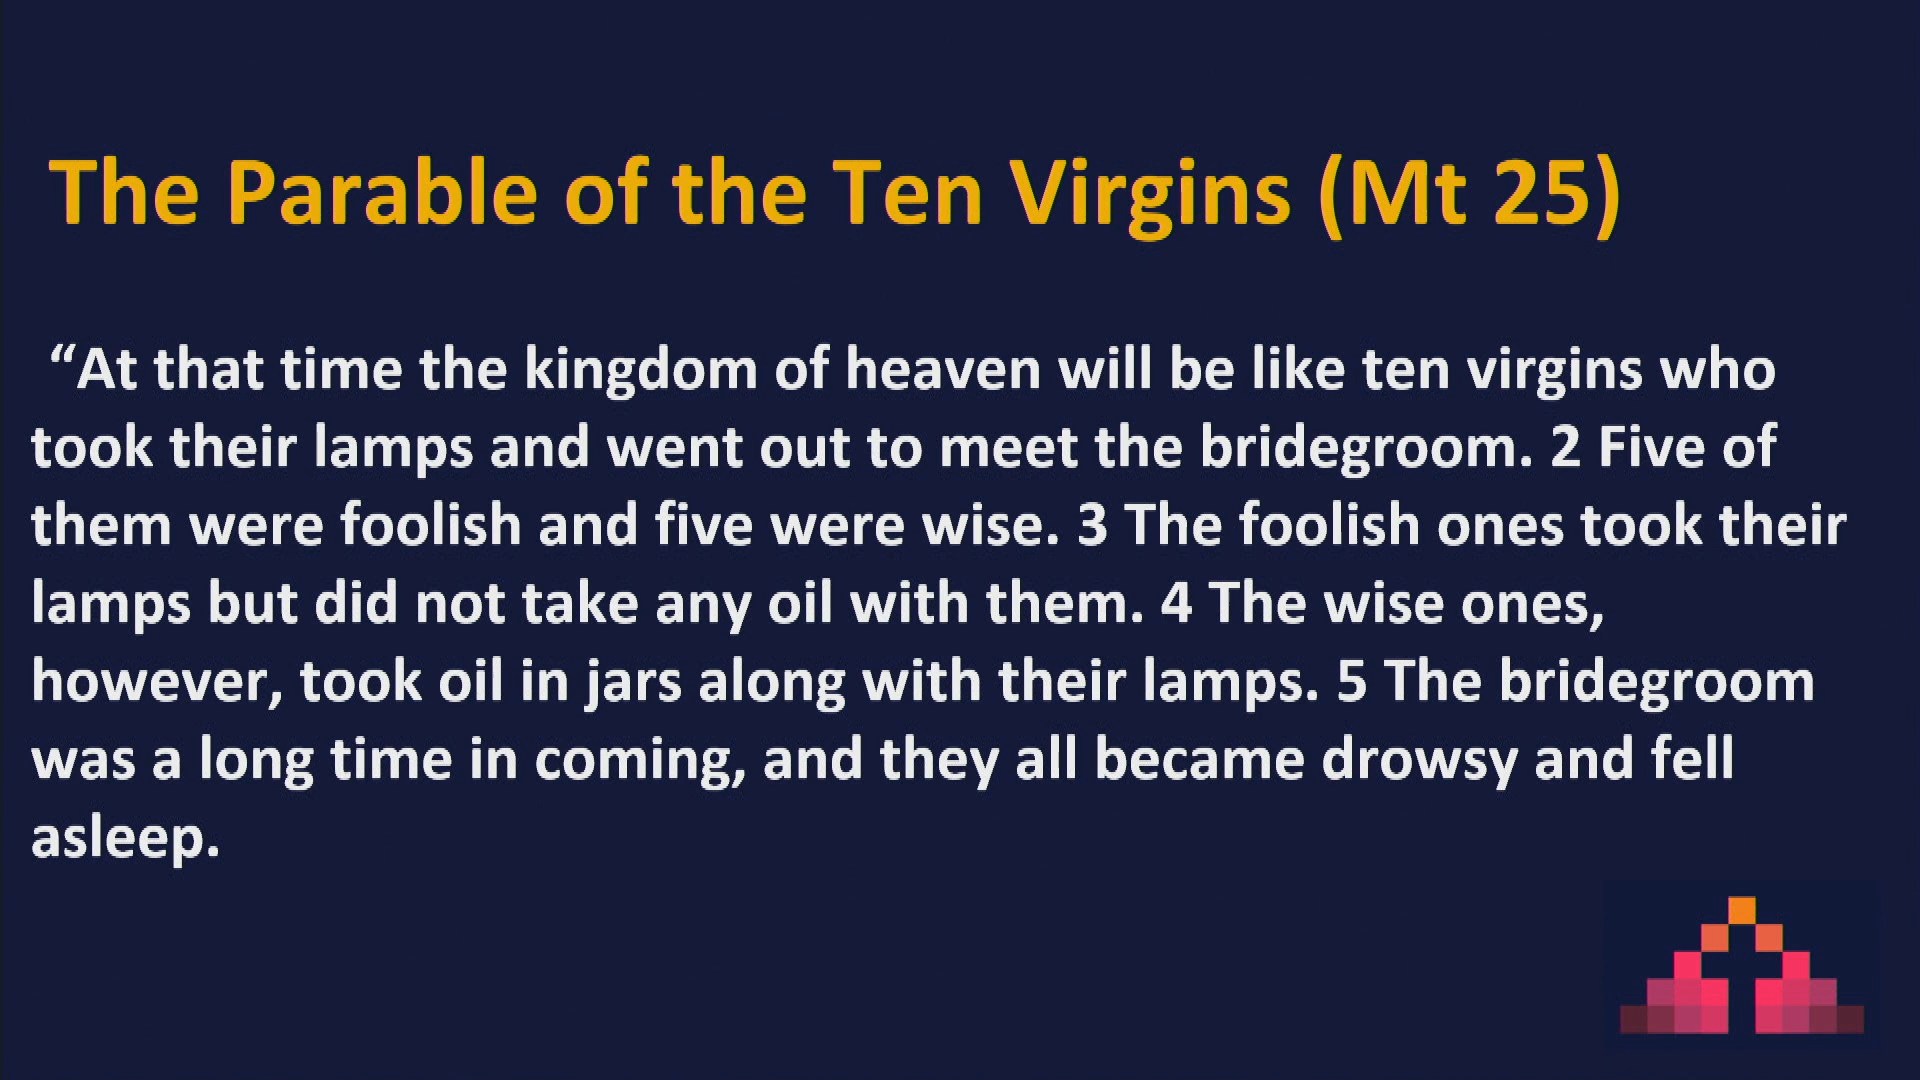 The Parable of the Ten Virgins (Mt 25)
“At that time the kingdom of heaven will be like ten virgins who
took their lamps and went out to meet the bridegroom. 2 Five of
them were foolish and five were wise. 3 The foolish ones took their
lamps but did not take any oil with them. 4 The wise ones,
however, took oil in jars along with their lamps. 5 The bridegroom
was a long time in coming, and they all became drowsy and fell
asleep.